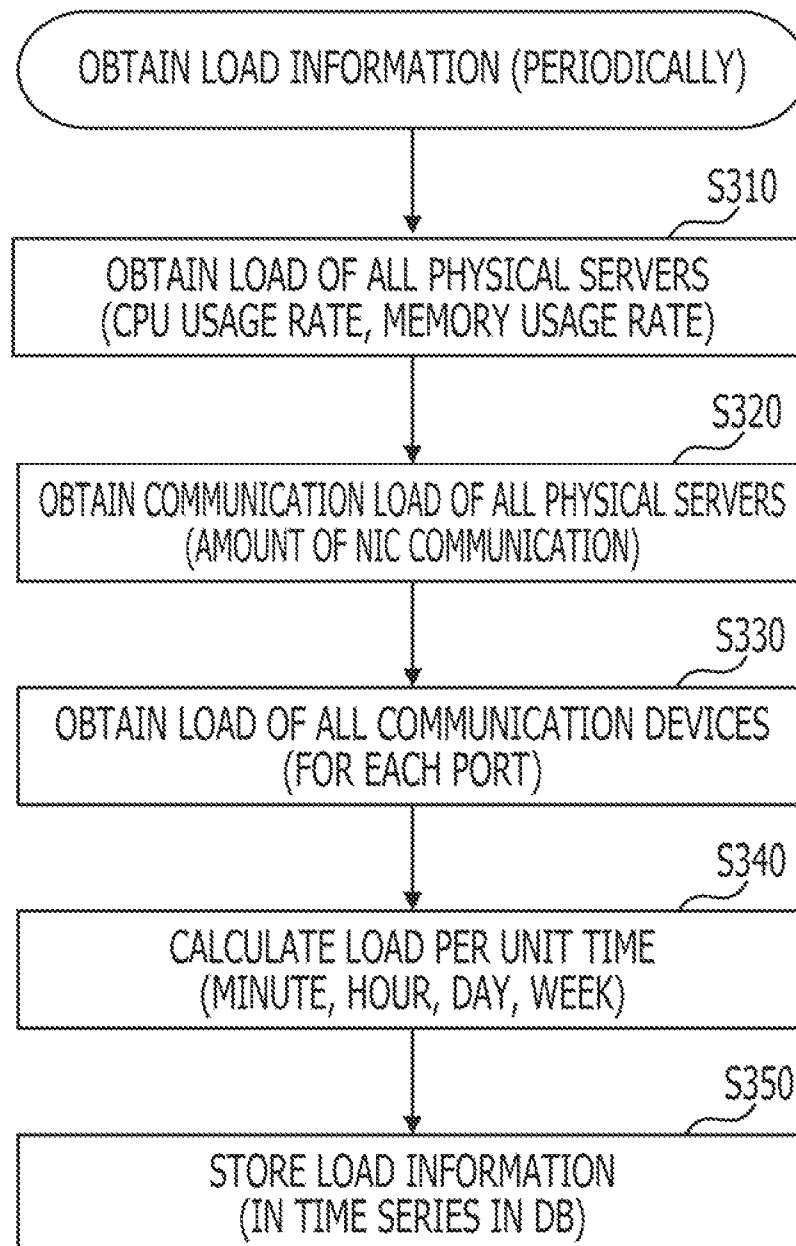 OBTAIN LOAD INFORMATION (PERIODICALLY)
S310
OBTAIN LOAD OF ALL PHYSICAL SERVERS
(CPU USAGE RATE, MEMORY USAGE RATE)
S320
OBTAIN COMMUNICATION LOAD OF ALL PHYSICAL SERVERS
(AMOUNT OF NIC COMMUNICATION)
S330
OBTAIN LOAD OF ALL COMMUNICATION DEVICES
(FOR EACH PORT)
S340
CALCULATE LOAD PER UNIT TIME
(MINUTE, HOUR, DAY, WEEK)
S350
STORE LOAD INFORMATION
(IN TIME SERIES IN DB)